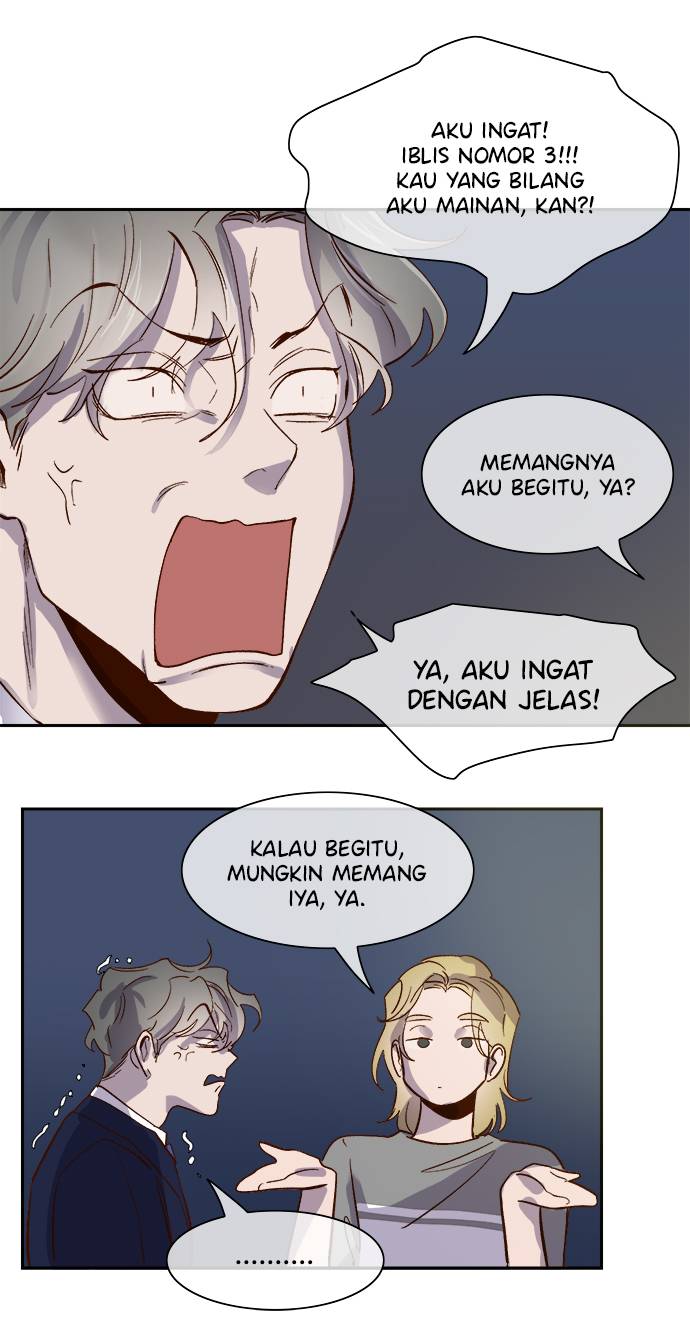 AKU INGAT!
IBLIS NOMOR 3!!!
KAU YANG BILANG
AKU MAINAN, KAN?!
MEMANGNYA
AKU BEGITU, YA?
YA, AKU INGAT
DENGAN JELAS!
KALAU BEGITU,
MUNGKIN MEMANG
IYA, YA.
..........